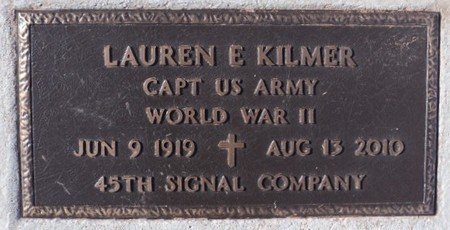 LAUREN E KILMER
CAPT US ARMY
WORLD WAR II
JUN 9 1919 ✝ AUG 13 2010
45TH SIGNAL COMPANY